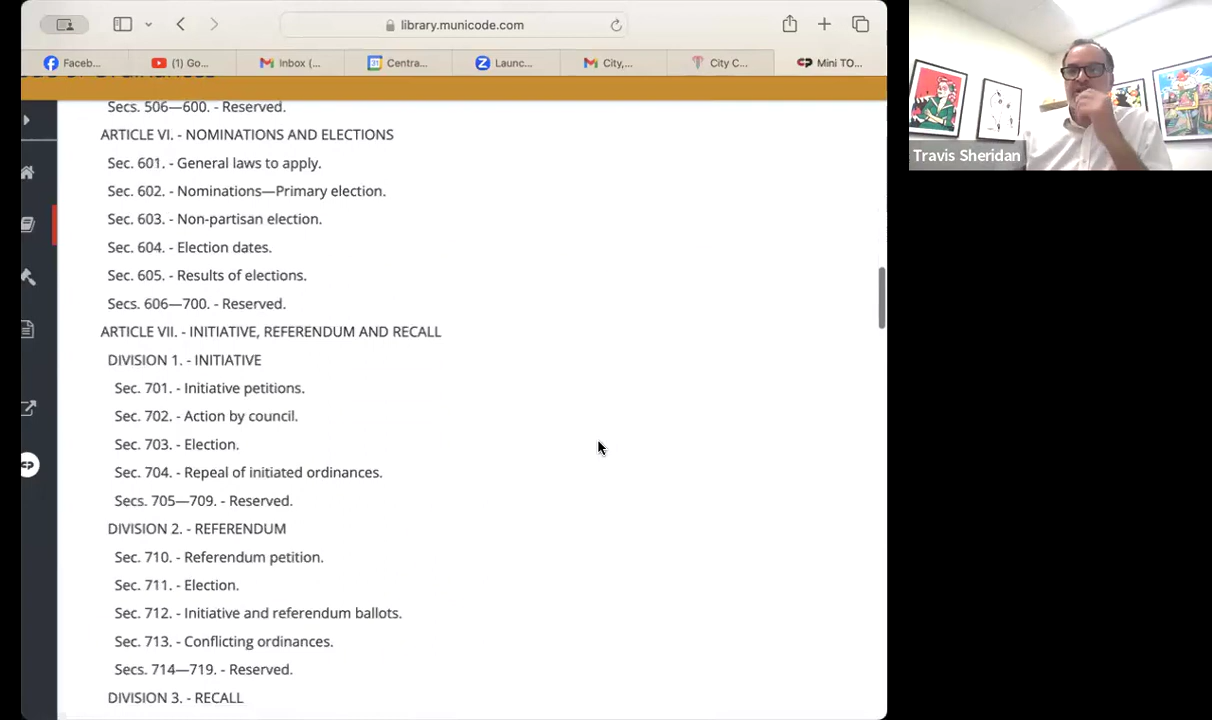 library.municode.com
Faceb...
(1) Go...
Inbox (...
Centra...
Launc...
City,...
City C...
Mini TO...
Secs. 506—600. - Reserved.
ARTICLE VI. - NOMINATIONS AND ELECTIONS
Sec. 601. - General laws to apply.
Sec. 602. - Nominations—Primary election.
Sec. 603. - Non-partisan election.
Sec. 604. - Election dates.
Sec. 605. - Results of elections.
Secs. 606—700. - Reserved.
ARTICLE VII. - INITIATIVE, REFERENDUM AND RECALL
DIVISION 1. - INITIATIVE
Sec. 701. - Initiative petitions.
Sec. 702. - Action by council.
Sec. 703. - Election.
Sec. 704. - Repeal of initiated ordinances.
Secs. 705—709. - Reserved.
DIVISION 2. - REFERENDUM
Sec. 710. - Referendum petition.
Sec. 711. - Election.
Sec. 712. - Initiative and referendum ballots.
Sec. 713. - Conflicting ordinances.
Secs. 714—719. - Reserved.
DIVISION 3. - RECALL
Travis Sheridan